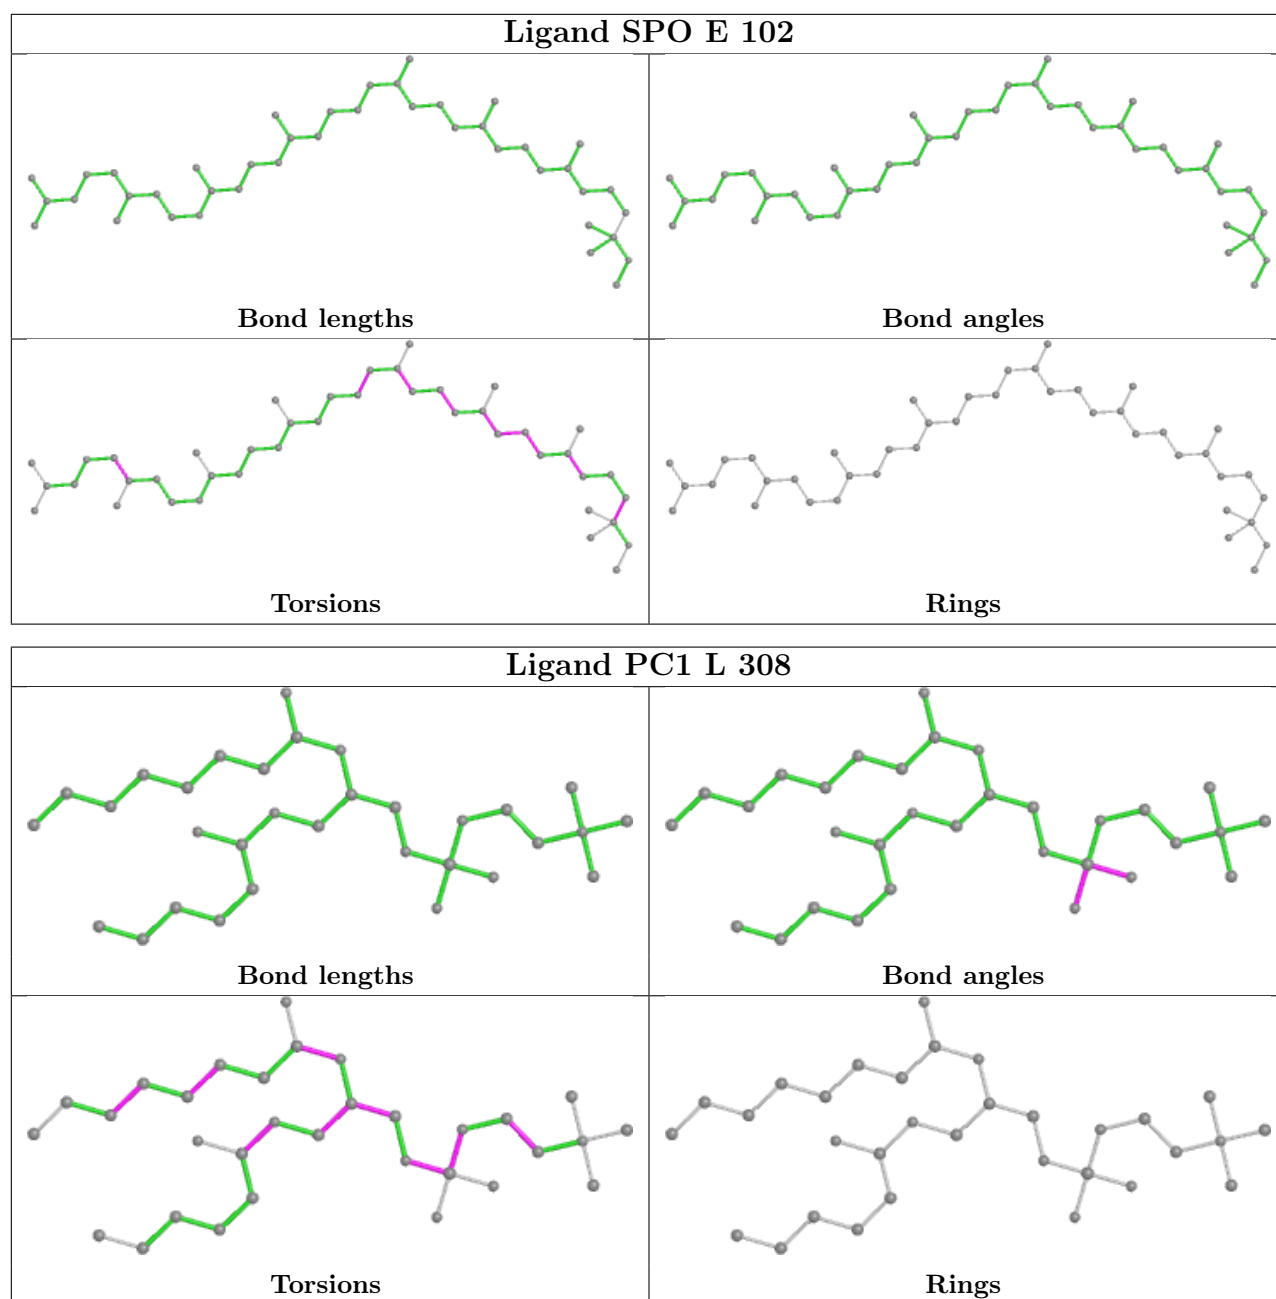 Ligand SPO E 102
Bond lengths
Bond angles
Torsions
Rings
Ligand PC1 L 308
Bond lengths
Bond angles
Torsions
Rings